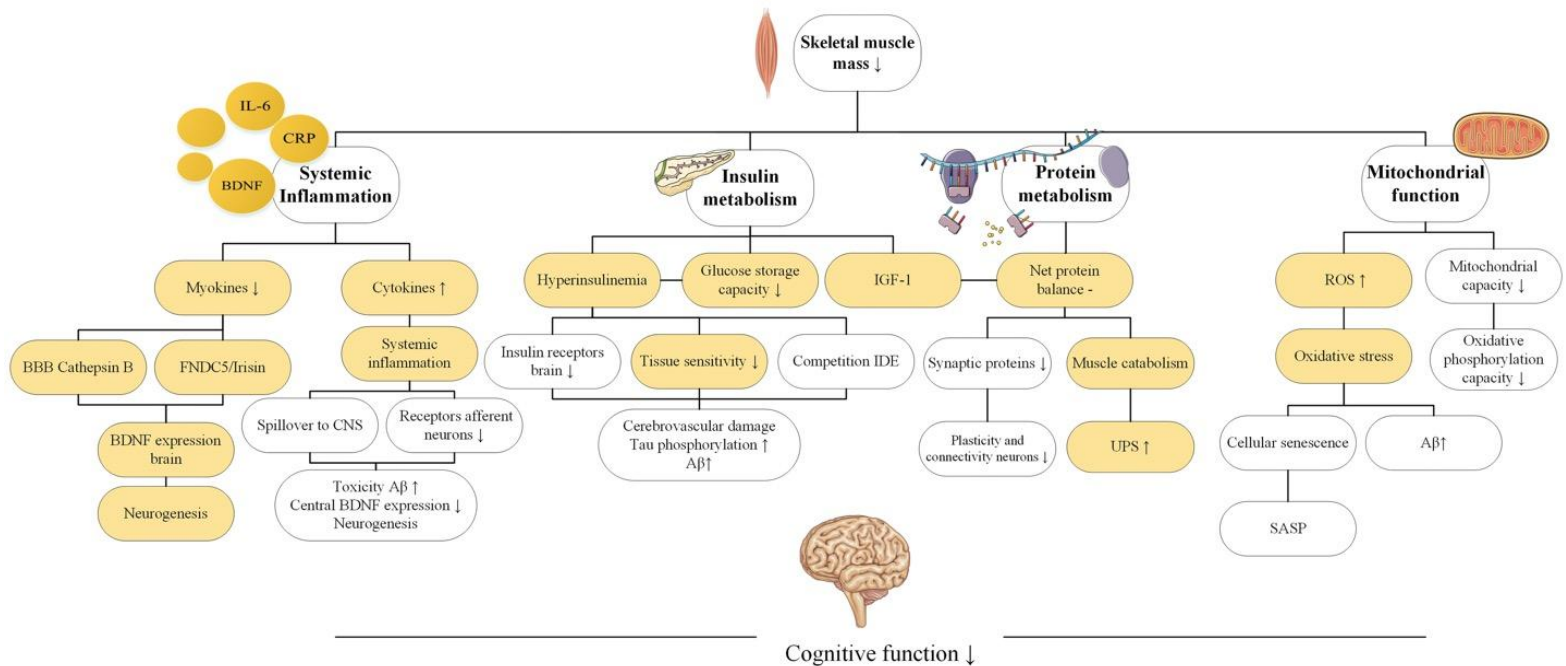 Skeletal muscle
mass ↓
IL-6
CRP
BDNF
Systemic
Inflammation
Insulin
metabolism
Protein
metabolism
Mitochondrial
function
Myokines ↓
Cytokines ↑
Hyperinsulinemia
Glucose storage
capacity ↓
IGF-1
Net protein
balance -
ROS ↑
Mitochondrial
capacity ↓
BBB Cathepsin B
FNDC5/Irisin
Systemic
inflammation
Insulin receptors
brain ↓
Tissue sensitivity ↓
Competition IDE
Synaptic proteins ↓
Muscle catabolism
Oxidative stress
Oxidative
phosphorylation
capacity ↓
Spillover to CNS
Receptors afferent
neurons ↓
BDNF expression
brain
Cerebrovascular damage
Tau phosphorylation ↑
Aβ↑
Plasticity and
connectivity neurons ↓
UPS ↑
Cellular senescence
Aβ↑
Neurogenesis
Toxicity Aβ ↑
Central BDNF expression ↓
Neurogenesis
SASP
Cognitive function ↓